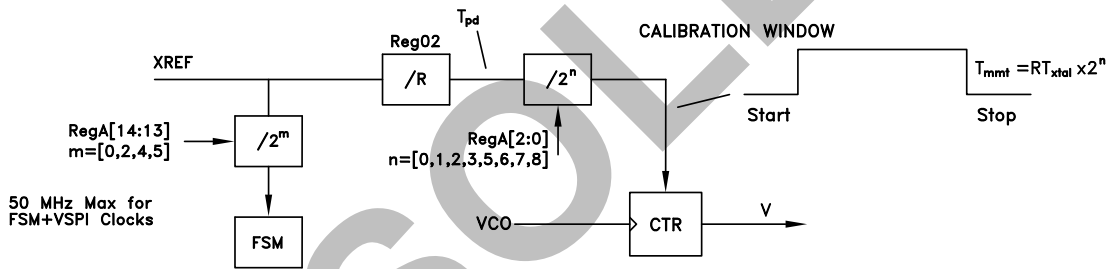 CALIBRATION WINDOW
Tpd
Reg02
XREF
/R
/2ⁿ
Tmmt =RTxtal x2ⁿ
Start
Stop
RegA[14:13]
m=[0,2,4,5]
/2ᵐ
RegA[2:0]
n=[0,1,2,3,5,6,7,8]
50 MHz Max for
FSM+VSPI Clocks
FSM
VCO
CTR
V